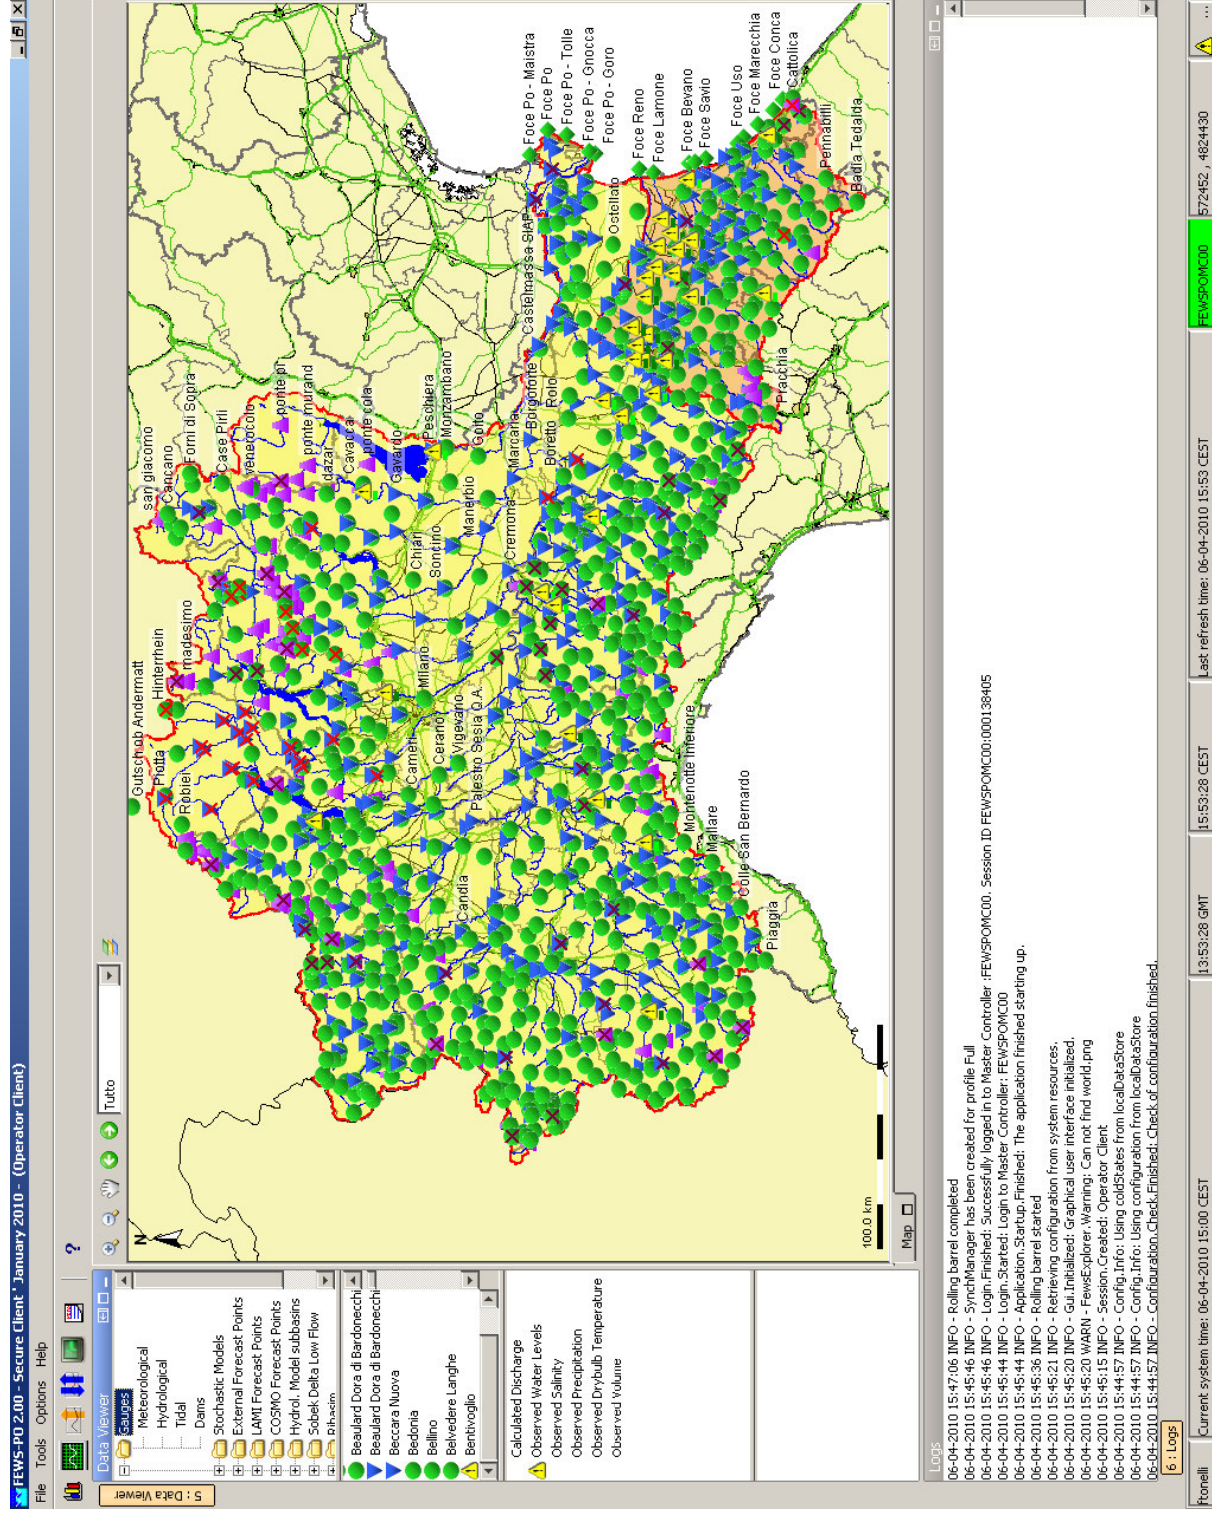 FEWS-PO 2.00 - Secure Client ' January 2010 -  (Operator Client)
File Tools Options Help
?
Data Viewer
5 : Data Viewer
Gauges
Meteorological
Hydrological
Tidal
Dams
Stochastic Models
External Forecast Points
LAMI Forecast Points
COSMO Forecast Points
Hydrol. Model subbasins
Sobek Delta Low Flow
Ribasim
Beaulard Dora di Bardonecchi
Beaulard Dora di Bardonecchi
Beccara Nuova
Bedonia
Bellino
Belvedere Langhe
Bentivoglio
Calculated Discharge
Observed Water Levels
Observed Salinity
Observed Precipitation
Observed Drybulb Temperature
Observed Volume
Tutto
N
100.0 km
Map
Gutsch ob Andermatt
Piotta
Hinterrhein
Robiei
madesimo
san giacomo
Cancano
Forni di Sopra
Case Pirli
venerocolo
ponte pi
ponte murand
dazar
Cavacca
ponte cola
Gavardo
Peschiera
Monzambano
Goito
Chiari
Soncino
Manerbio
Cremona
Marcaria
Borgoforte
Boretto
Rolo
Castelmassa SIAP
Milano
Cameri
Cerano
Vigevano
Palestro Sesia Q.A.
Candia
Foce Po - Maistra
Foce Po
Foce Po - Tolle
Foce Po - Gnocca
Foce Po - Goro
Ostellato
Foce Reno
Foce Lamone
Foce Bevano
Foce Savio
Foce Uso
Foce Marecchia
Foce Conca
Cattolica
Pennabilli
Badia Tedalda
Pracchia
Montenotte Inferiore
Mallare
Colle San Bernardo
Piaggia
Logs
06-04-2010 15:47:06 INFO - Rolling barrel completed
06-04-2010 15:45:46 INFO - SynchManager has been created for profile Full
06-04-2010 15:45:46 INFO - Login.Finished: Successfully logged in to Master Controller :FEWSPOMC00. Session ID FEWSPOMC00:000138405
06-04-2010 15:45:44 INFO - Login.Started: Login to Master Controller: FEWSPOMC00
06-04-2010 15:45:44 INFO - Application.Startup.Finished: The application finished starting up.
06-04-2010 15:45:36 INFO - Rolling barrel started
06-04-2010 15:45:21 INFO - Retrieving configuration from system resources.
06-04-2010 15:45:20 INFO - Gui.Initialized: Graphical user interface initialized.
06-04-2010 15:45:20 WARN - FewsExplorer.Warning: Can not find world.png
06-04-2010 15:45:15 INFO - Session.Created: Operator Client
06-04-2010 15:44:57 INFO - Config.Info: Using coldStates from localDataStore
06-04-2010 15:44:57 INFO - Config.Info: Using configuration from localDataStore
06-04-2010 15:44:57 INFO - Configuration.Check.Finished: Check of configuration finished.
6 : Logs
ftonelli
Current system time: 06-04-2010 15:00 CEST
13:53:28 GMT
15:53:28 CEST
Last refresh time: 06-04-2010 15:53 CEST
FEWSPOMC00
572452 , 4824430
...